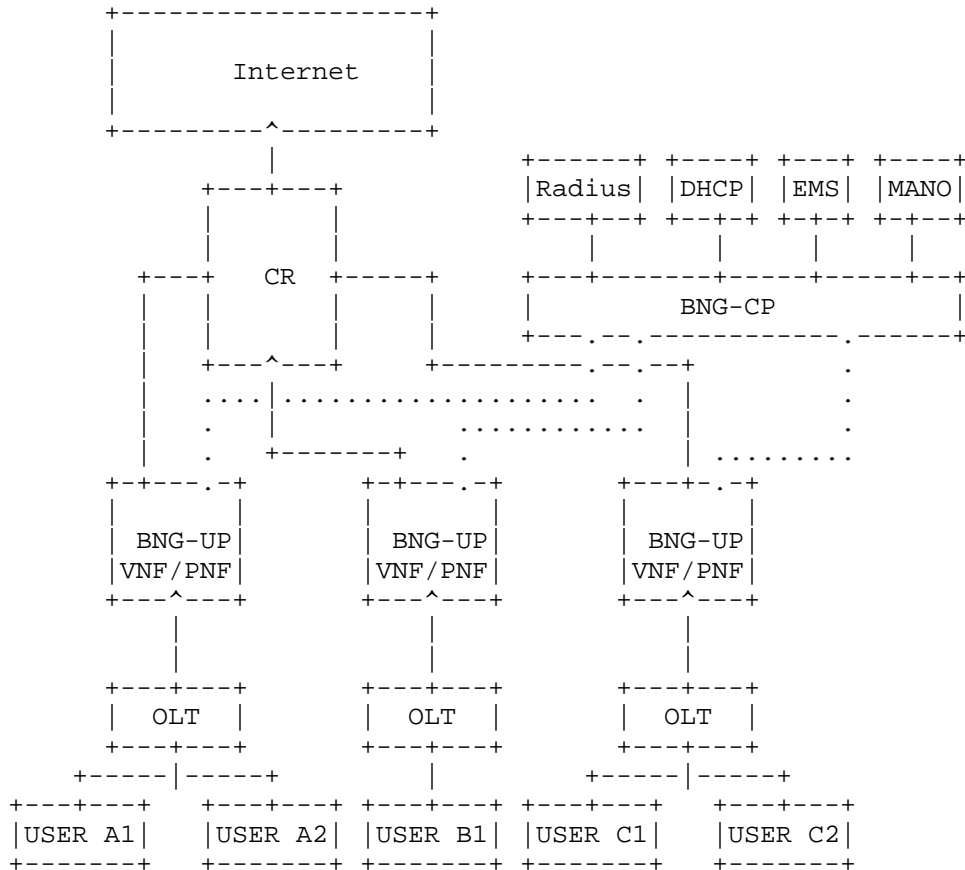 Internet
Radius DHCP EMS MANO
CR
BNG-CP
BNG-UP BNG-UP BNG-UP
VNF/PNF VNF/PNF VNF/PNF
OLT OLT OLT
USER A1 USER A2 USER B1 USER C1 USER C2